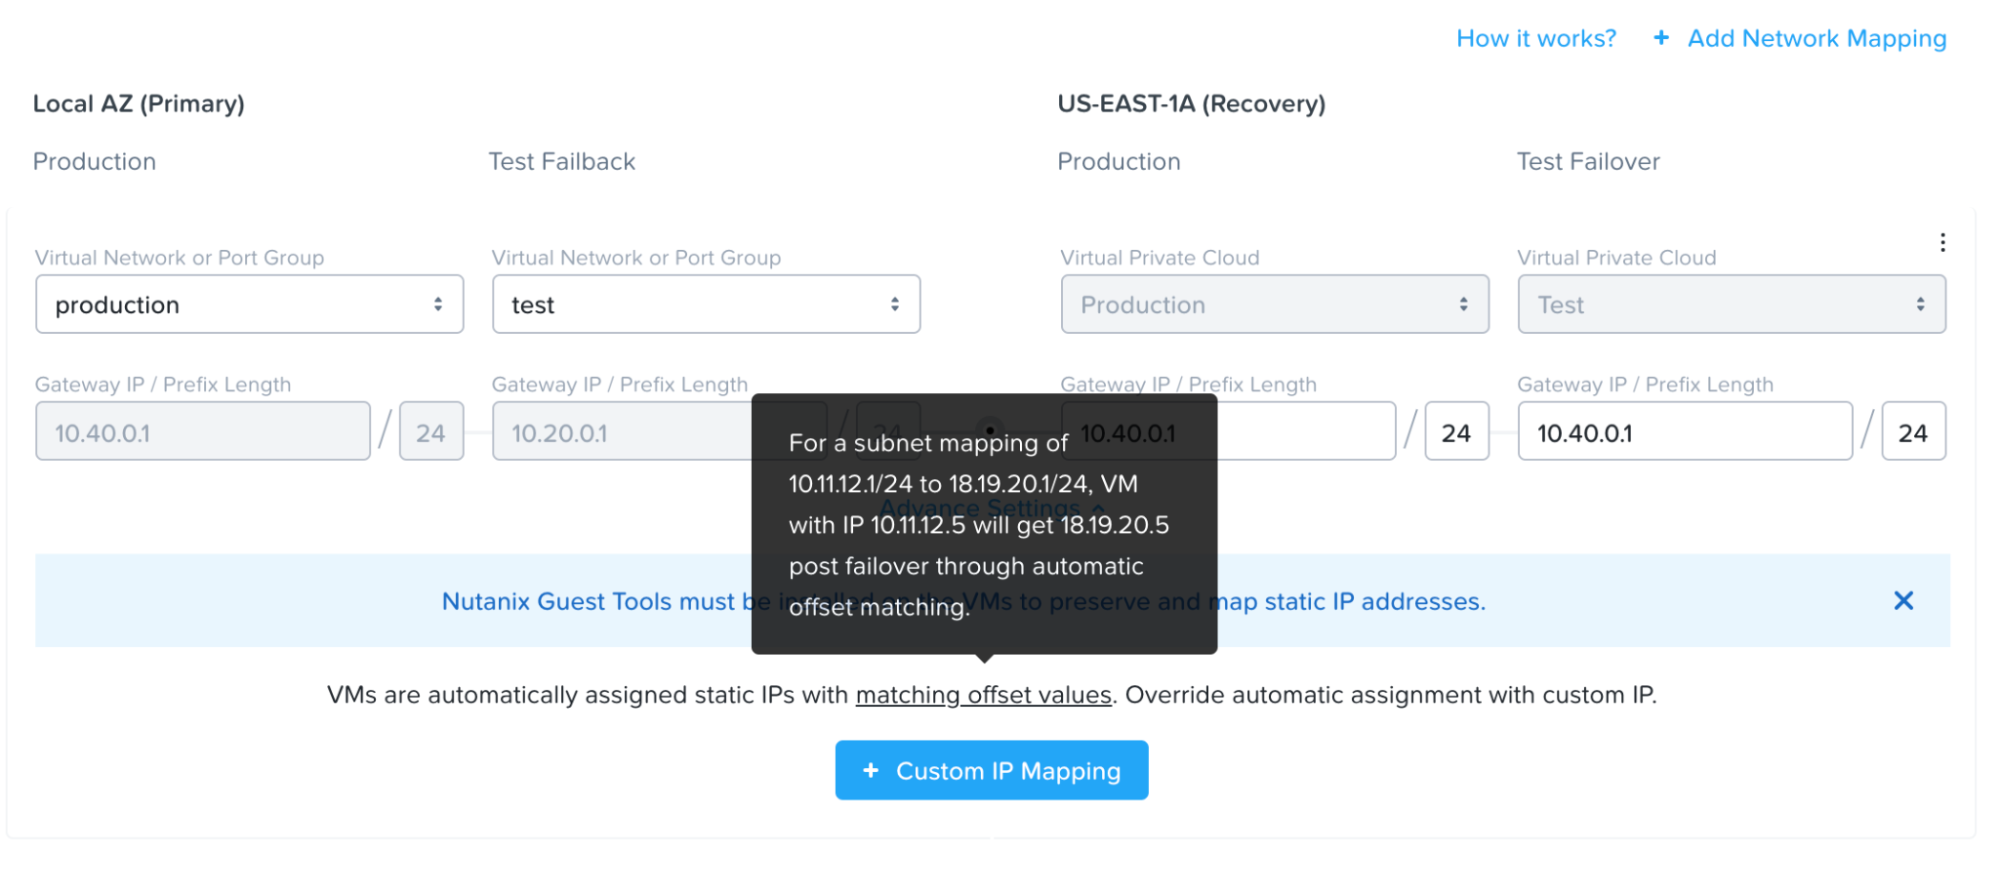 How it works? + Add Network Mapping
Local AZ (Primary) US-EAST-1A (Recovery)
Production Test Failback Production Test Failover
Virtual Network or Port Group Virtual Network or Port Group Virtual Private Cloud Virtual Private Cloud
production test Production Test
Gateway IP / Prefix Length Gateway IP / Prefix Length Gateway IP / Prefix Length Gateway IP / Prefix Length
10.40.0.1 / 24 10.20.0.1 / 24 10.40.0.1 / 24 10.40.0.1 / 24
For a subnet mapping of
10.11.12.1/24 to 18.19.20.1/24, VM
with IP 10.11.12.5 will get 18.19.20.5
post failover through automatic
offset matching.
Advance Settings
Nutanix Guest Tools must be installed on the VMs to preserve and map static IP addresses.
VMs are automatically assigned static IPs with matching offset values. Override automatic assignment with custom IP.
+ Custom IP Mapping